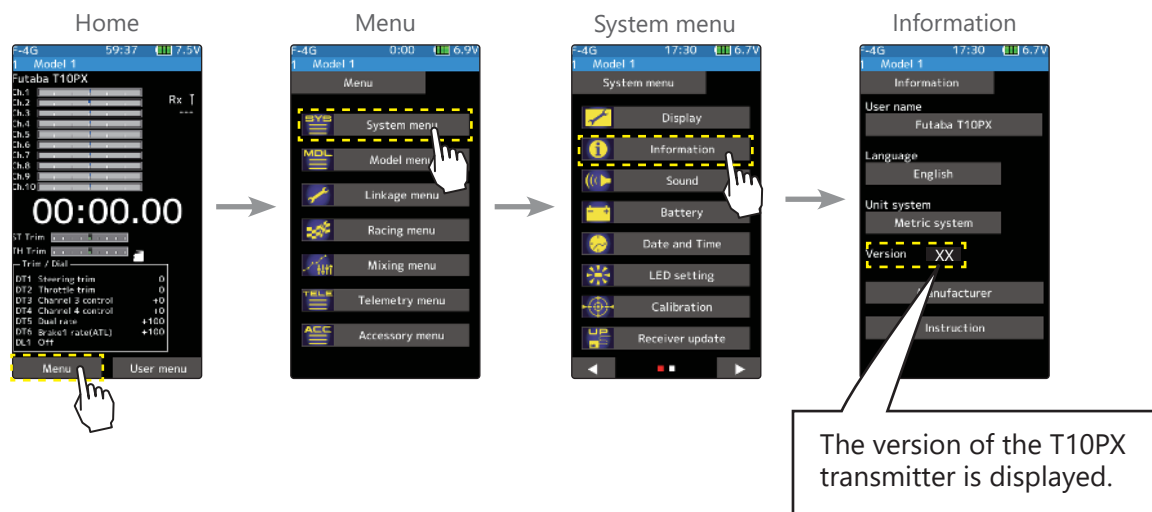 Home
F-4G 59:37 7.5V
1 Model 1
Futaba T10PX
Ch.1
Ch.2
Ch.3
Ch.4
Ch.5
Ch.6
Ch.7
Ch.8
Ch.9
Ch.10
Rx
---
00:00.00
ST Trim
TH Trim
Trim / Dial
DT1 Steering trim 0
DT2 Throttle trim 0
DT3 Channel 3 control +0
DT4 Channel 4 control +0
DT5 Dual rate +100
DT6 Brake1 rate(ATL) +100
DL1 Off
Menu User menu
Menu
F-4G 0:00 6.9V
1 Model 1
Menu
SYS System menu
MDL Model menu
Linkage menu
Racing menu
Mixing menu
TELE Telemetry menu
ACC Accessory menu
System menu
F-4G 17:30 6.7V
1 Model 1
System menu
Display
Information
Sound
Battery
Date and Time
LED setting
Calibration
UP Receiver update
Information
F-4G 17:30 6.7V
1 Model 1
Information
User name
Futaba T10PX
Language
English
Unit system
Metric system
Version XX
Manufacturer
Instruction
The version of the T10PX
transmitter is displayed.